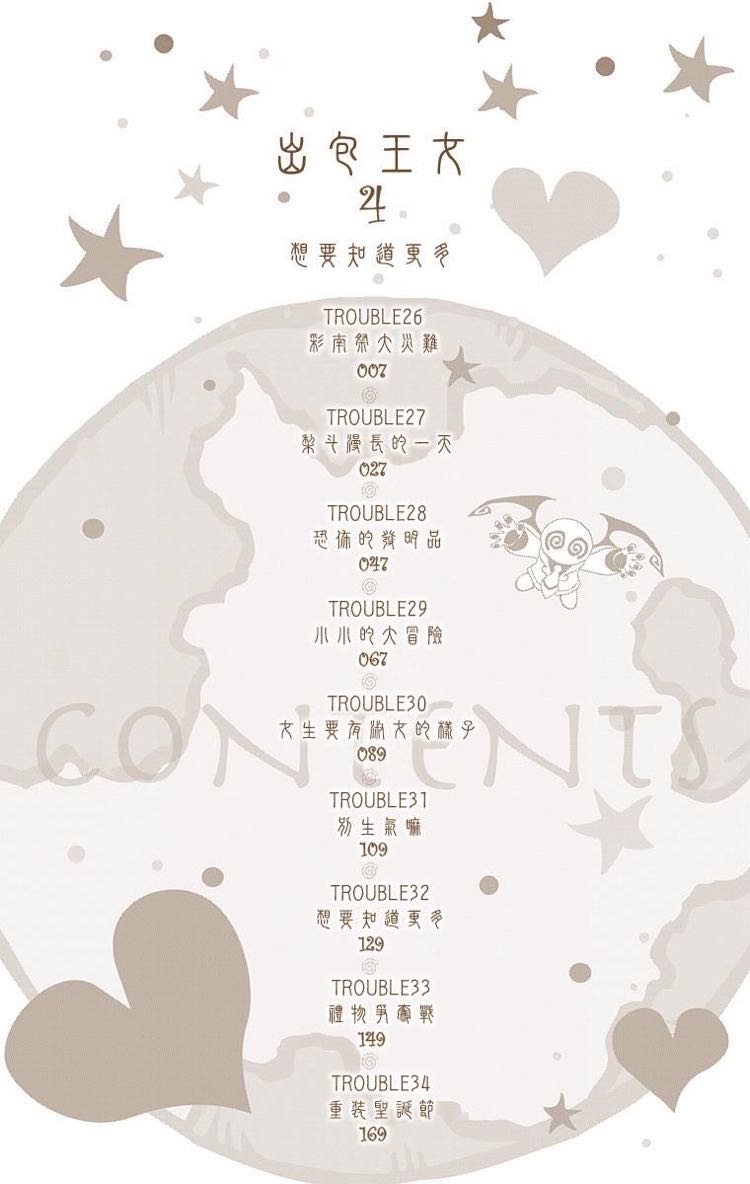 出包王女
4
想要知道更多
TROUBLE26
彩南祭大災難
007
TROUBLE27
梨斗漫長的一天
027
TROUBLE28
恐怖的發明品
047
TROUBLE29
小小的大冒險
067
TROUBLE30
女生要有淑女的樣子
089
CONTENTS
TROUBLE31
別生氣嘛
109
TROUBLE32
想要知道更多
129
TROUBLE33
禮物爭奪戰
149
TROUBLE34
重裝聖誕節
169